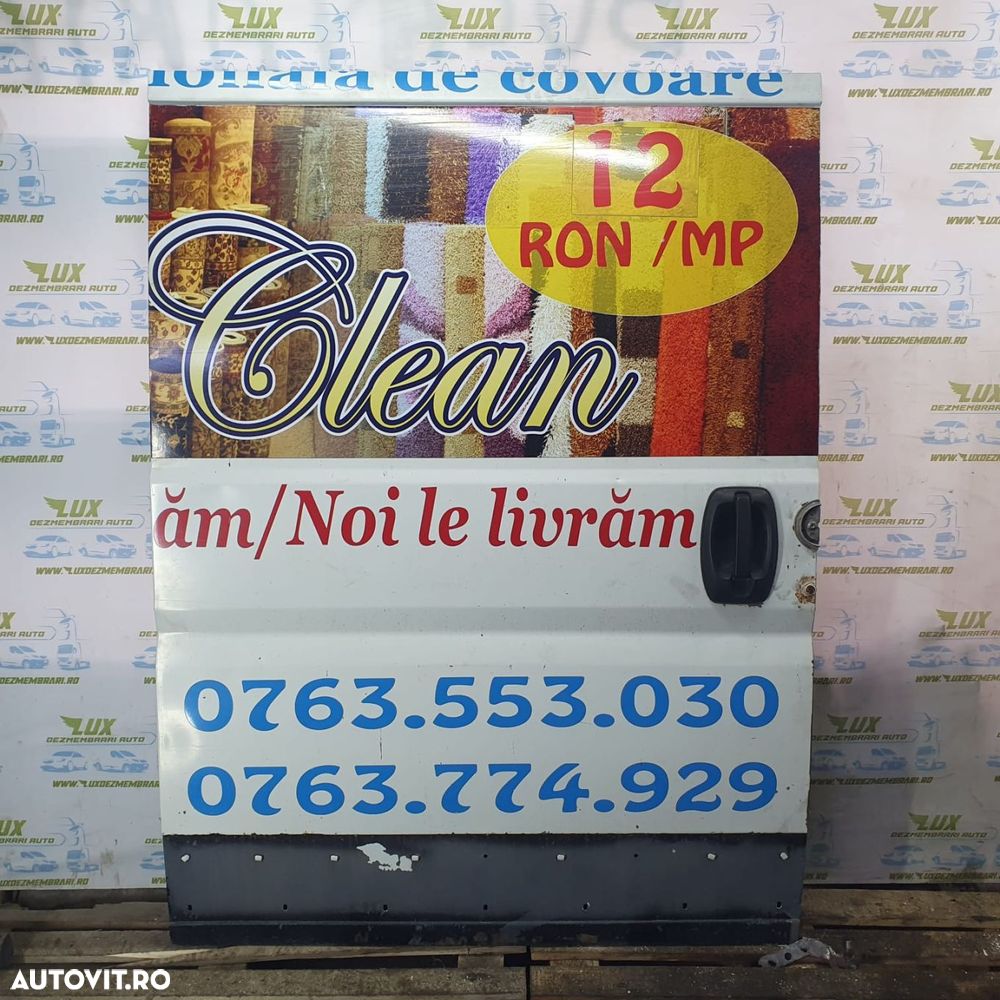 LUX
DEZMEMBRARI AUTO
WWW.LUXDEZMEMBRARI.RO
de covoare
12
RON /MP
Clean
ăm/Noi le livrăm
0763.553.030
0763.774.929
AUTOVIT.RO